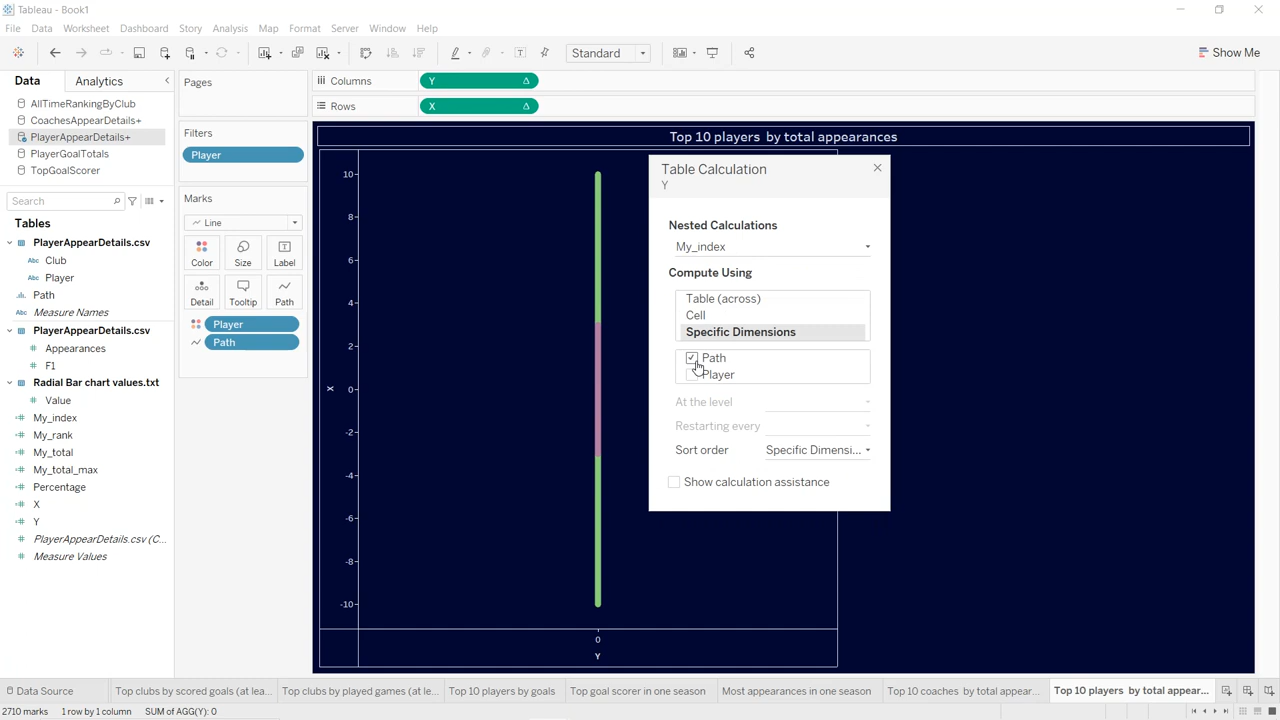 Tableau - Book1
File Data Worksheet Dashboard Story Analysis Map Format Server Window Help
Standard
Show Me
Data Analytics
Pages
Columns Y
Rows X
AllTimeRankingByClub
CoachesAppearDetails+
PlayerAppearDetails+
PlayerGoalTotals
TopGoalScorer
Filters
Player
Search
Tables
PlayerAppearDetails.csv
Abc Club
Abc Player
Path
Abc Measure Names
PlayerAppearDetails.csv
Appearances
F1
Radial Bar chart values.txt
Value
My_index
My_rank
My_total
My_total_max
Percentage
X
Y
PlayerAppearDetails.csv (C...
Measure Values
Marks
Line
Color Size Label
Detail Tooltip Path
Player
Path
Top 10 players by total appearances
10
8
6
4
2
0
-2
-4
-6
-8
-10
X
0
Y
Table Calculation
Y
Nested Calculations
My_index
Compute Using
Table (across)
Cell
Specific Dimensions
Path
Player
At the level
Restarting every
Sort order Specific Dimensi...
Show calculation assistance
Data Source Top clubs by scored goals (at lea... Top clubs by played games (at le... Top 10 players by goals Top goal scorer in one season Most appearances in one season Top 10 coaches by total appear... Top 10 players by total appear...
2710 marks 1 row by 1 column SUM of AGG(Y): 0